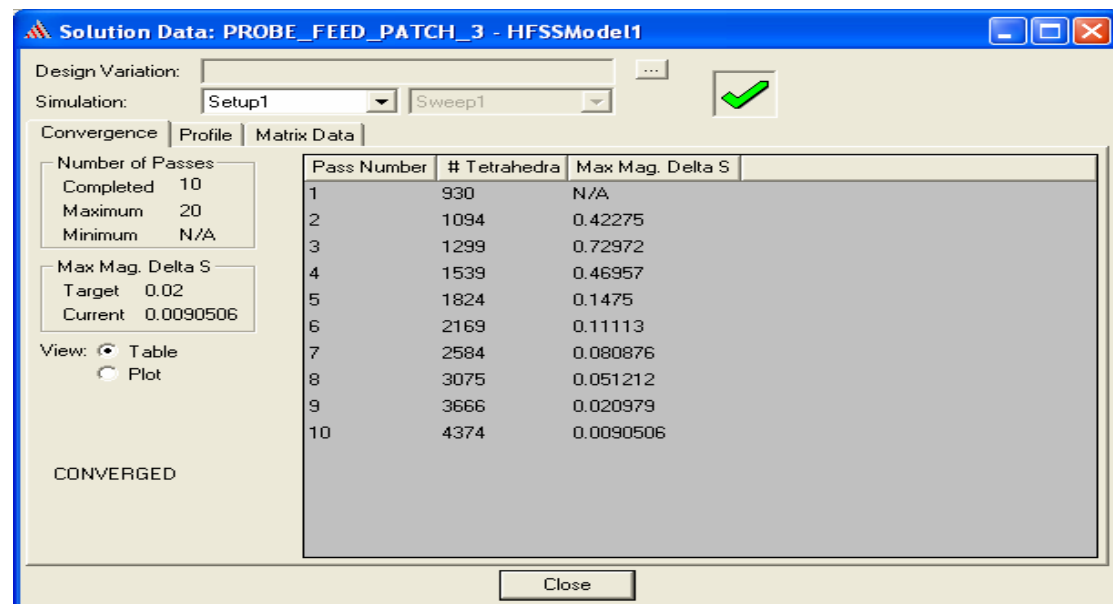 Solution Data: PROBE_FEED_PATCH_3 - HFSSModel1
Design Variation:
...
Simulation: Setup1 Sweep1
Convergence Profile Matrix Data
Number of Passes
Completed 10
Maximum 20
Minimum N/A
Max Mag. Delta S
Target 0.02
Current 0.0090506
View: Table
Plot
CONVERGED
Pass Number # Tetrahedra Max Mag. Delta S
1 930 N/A
2 1094 0.42275
3 1299 0.72972
4 1539 0.46957
5 1824 0.1475
6 2169 0.11113
7 2584 0.080876
8 3075 0.051212
9 3666 0.020979
10 4374 0.0090506
Close